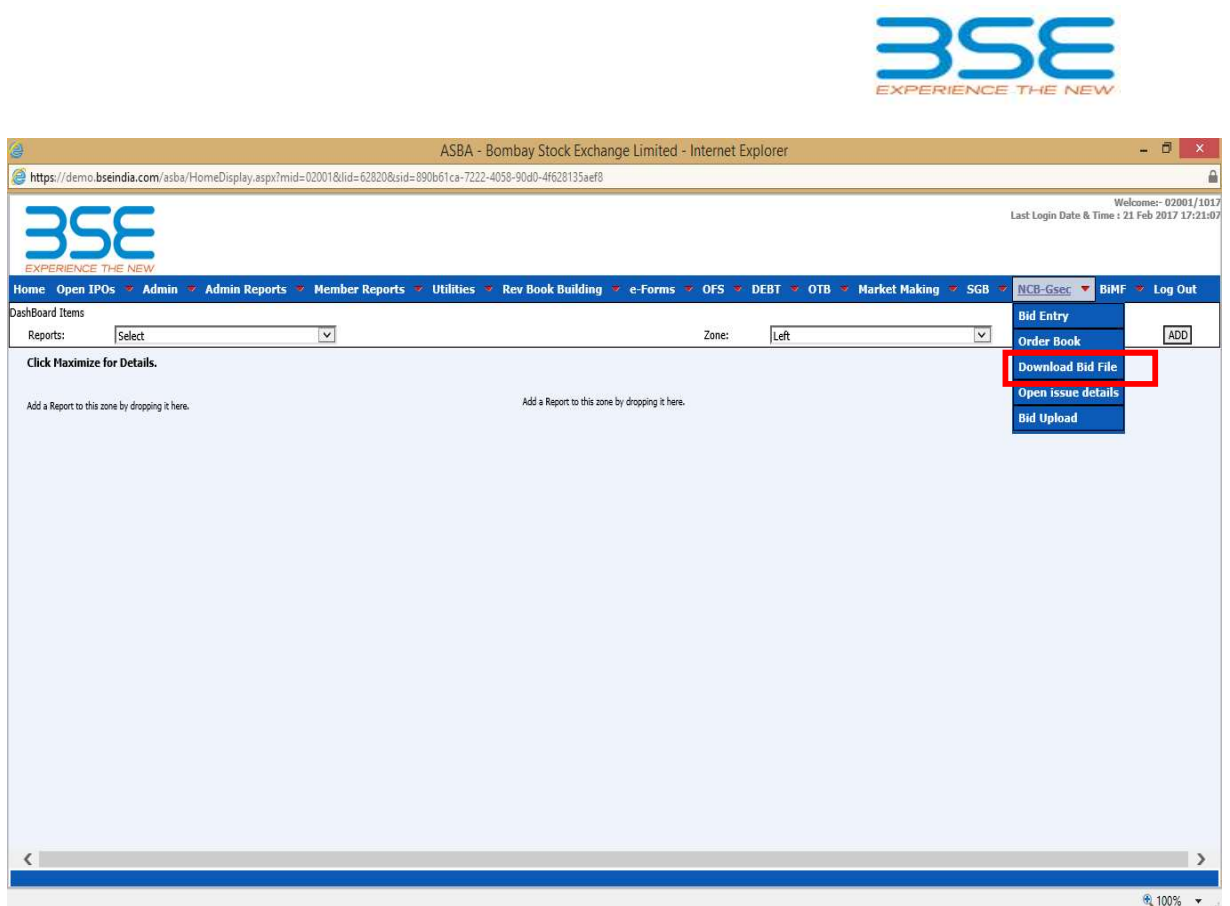 BSE
EXPERIENCE THE NEW
ASBA - Bombay Stock Exchange Limited - Internet Explorer
https://demo.bseindia.com/asba/HomeDisplay.aspx?mid=02001&lid=62820&sid=890b61ca-7222-4058-90d0-4f628135aef8
Welcome:- 02001/1017
Last Login Date & Time : 21 Feb 2017 17:21:07
BSE
EXPERIENCE THE NEW
Home Open IPOs Admin Admin Reports Member Reports Utilities Rev Book Building e-Forms OFS DEBT OTB Market Making SGB NCB-Gsec BiMF Log Out
DashBoard Items
Reports: Select Zone: Left ADD
Bid Entry
Order Book
Download Bid File
Open issue details
Bid Upload
Click Maximize for Details.
Add a Report to this zone by dropping it here. Add a Report to this zone by dropping it here.
100%